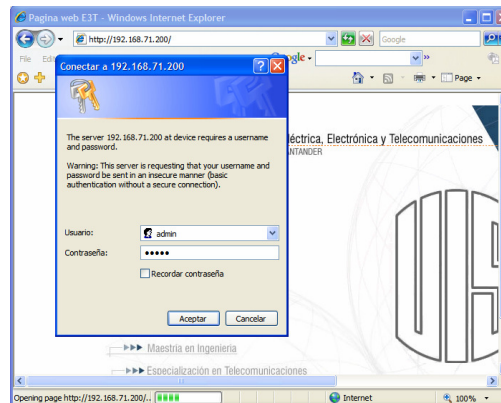 Pagina web E3T - Windows Internet Explorer
http://192.168.71.200/
Google
File
Google
Page
Conectar a 192.168.71.200
The server 192.168.71.200 at device requires a username
and password.
Warning: This server is requesting that your username and
password be sent in an insecure manner (basic
authentication without a secure connection).
Usuario:
admin
Contraseña:
Recordar contraseña
Aceptar
Cancelar
léctrica, Electrónica y Telecomunicaciones
NTANDER
Maestria en Ingenieria
Especialización en Telecomunicaciones
Opening page http://192.168.71.200/..
Internet
100%